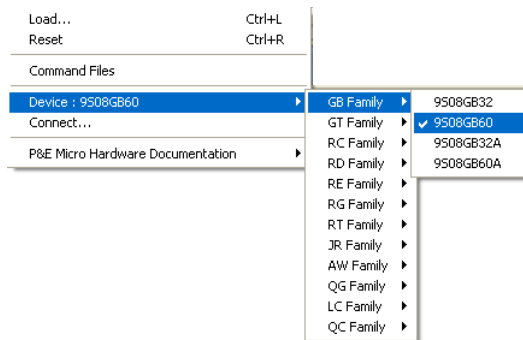 Load... Ctrl+L
Reset Ctrl+R
Command Files
Device : 9S08GB60
Connect...
P&E Micro Hardware Documentation
GB Family
GT Family
RC Family
RD Family
RE Family
RG Family
RT Family
JR Family
AW Family
QG Family
LC Family
QC Family
9S08GB32
9S08GB60
9S08GB32A
9S08GB60A